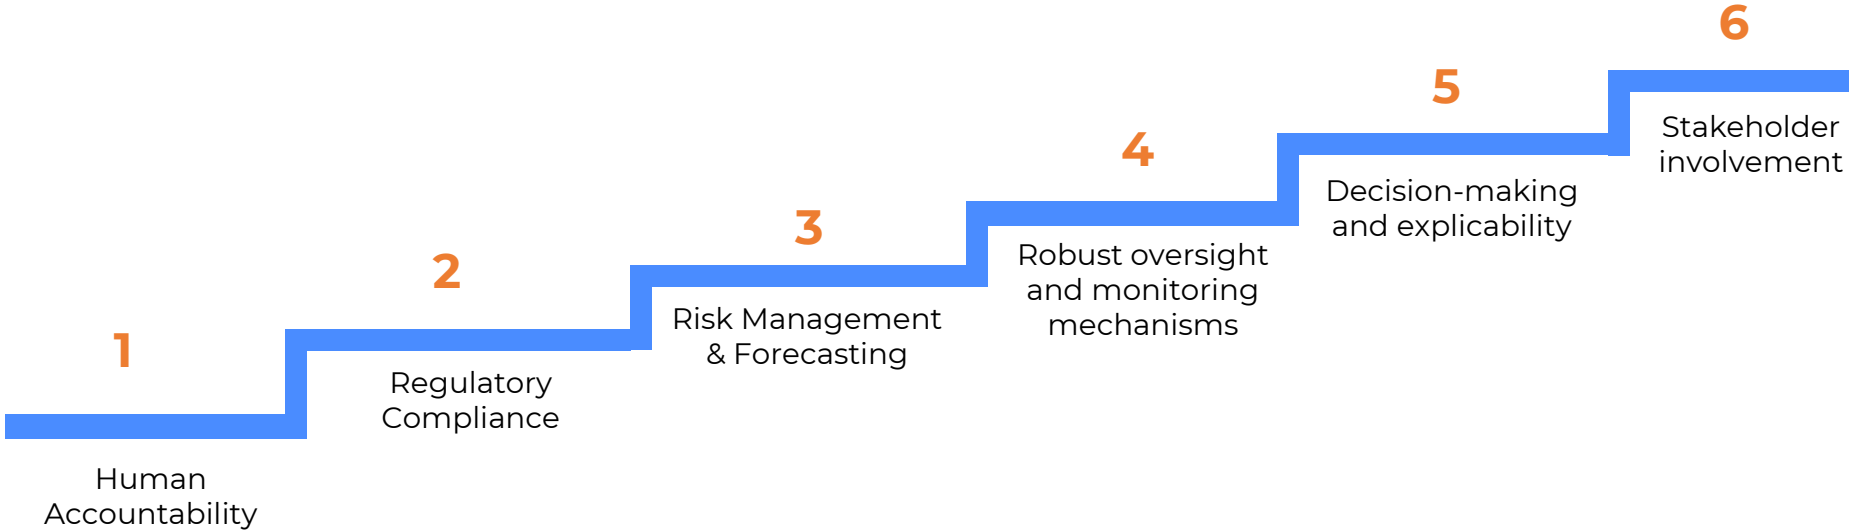 1
Human
Accountability
2
Regulatory
Compliance
3
Risk Management
& Forecasting
4
Robust oversight
and monitoring
mechanisms
5
Decision-making
and explicability
6
Stakeholder
involvement